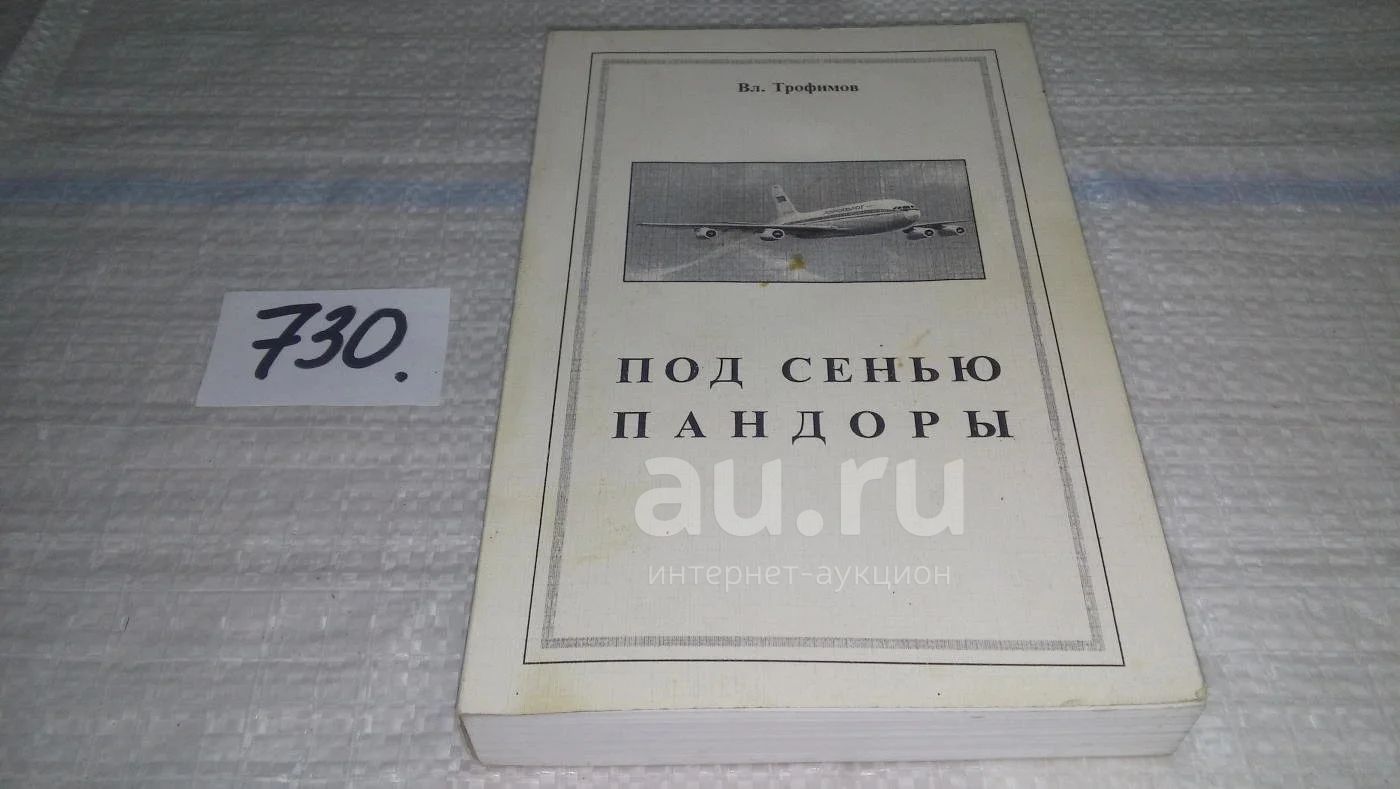 Вл. Трофимов
730.
ПОД СЕНЬЮ
ПАНДОРЫ
au.ru
интернет-аукцион